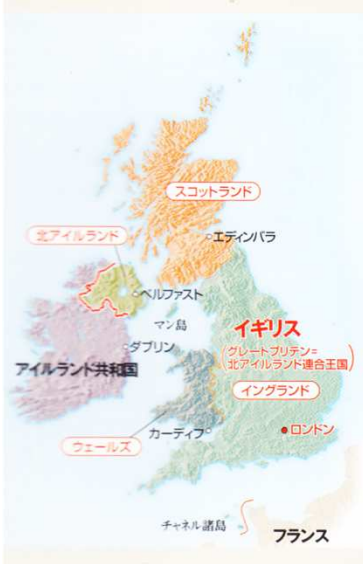 スコットランド
北アイルランド
エディンバラ
ベルファスト
マン島
イギリス
(グレートブリテン=
北アイルランド連合王国)
ダブリン
アイルランド共和国
イングランド
カーディフ
ロンドン
ウェールズ
チャネル諸島
フランス